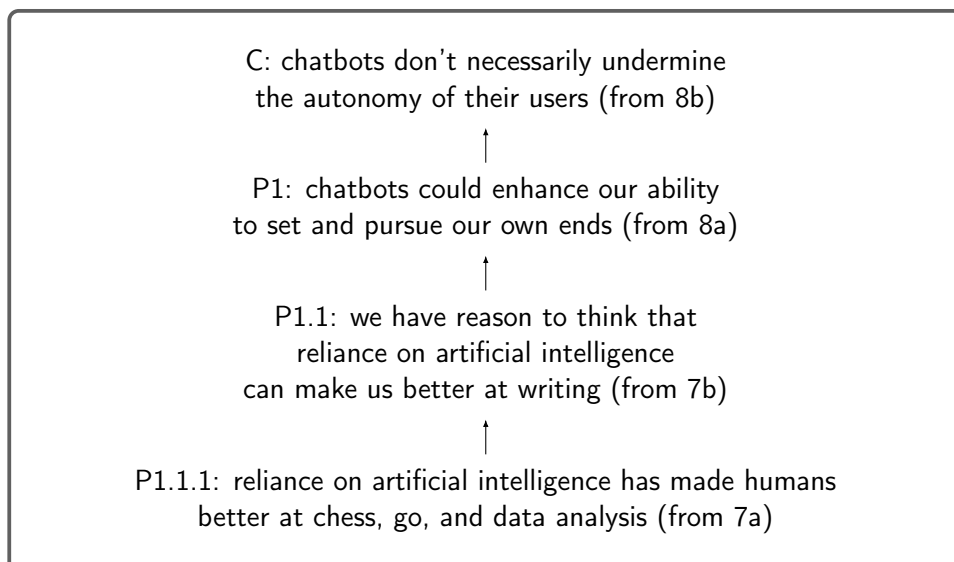 C: chatbots don't necessarily undermine
the autonomy of their users (from 8b)
P1: chatbots could enhance our ability
to set and pursue our own ends (from 8a)
P1.1: we have reason to think that
reliance on artificial intelligence
can make us better at writing (from 7b)
P1.1.1: reliance on artificial intelligence has made humans
better at chess, go, and data analysis (from 7a)